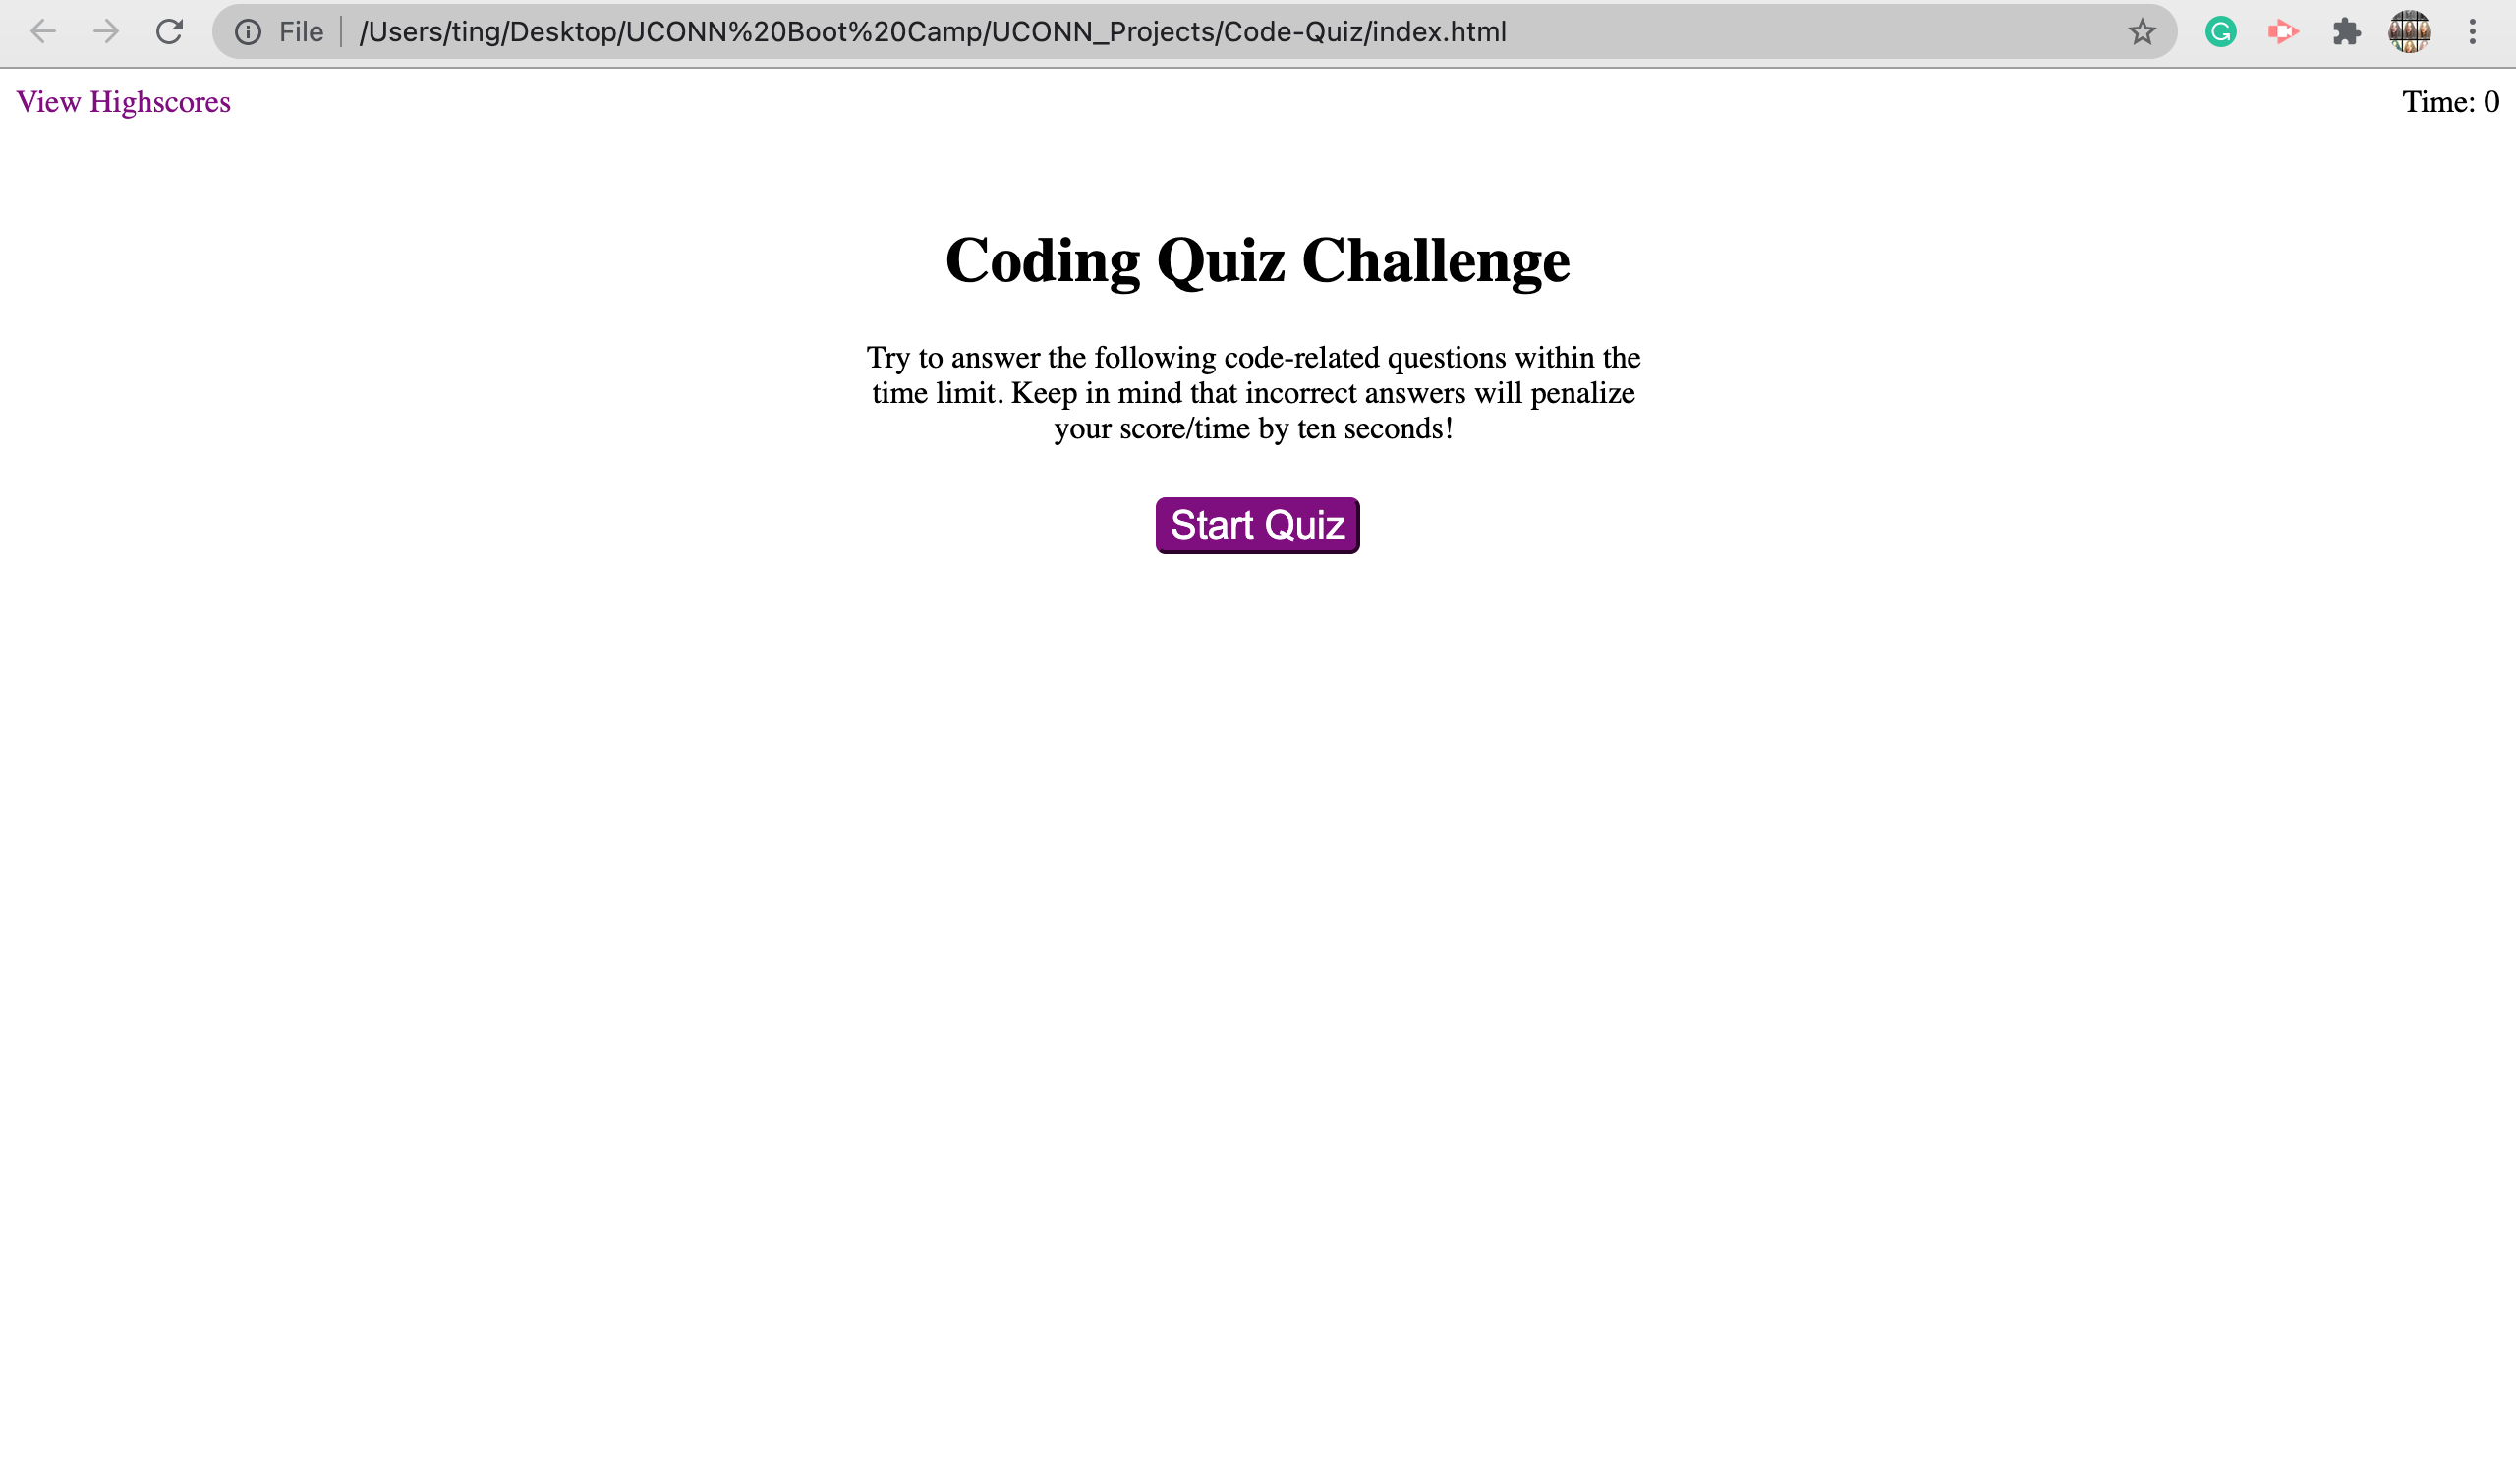 File /Users/ting/Desktop/UCONN%20Boot%20Camp/UCONN_Projects/Code-Quiz/index.html
View Highscores
Time: 0
Coding Quiz Challenge
Try to answer the following code-related questions within the
time limit. Keep in mind that incorrect answers will penalize
your score/time by ten seconds!
Start Quiz